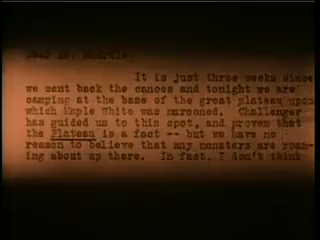 It is just three weeks since
we sent back the canoes and tonight we are
camping at the base of the great plateau upon
which Maple White was marooned. Challenger
has guided us to this spot, and proven that
the Plateau is a fact -- but we have no
reason to believe that any monsters are roam-
ing about up there. In fact, I don't think